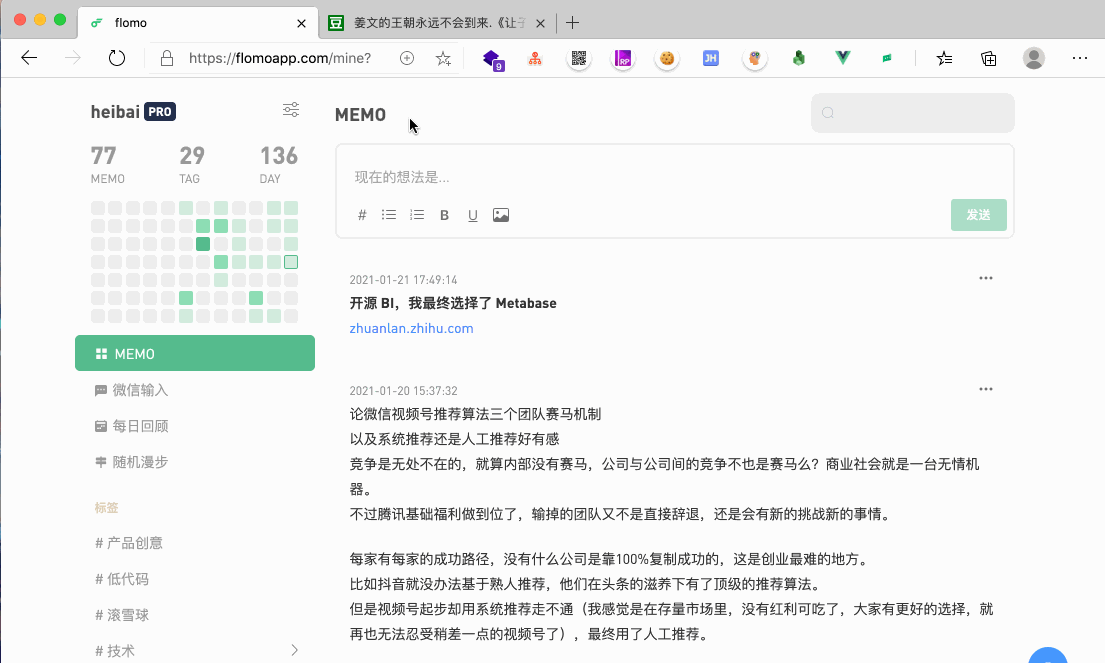 flomo
姜文的王朝永远不会到来.《让子
https://flomoapp.com/mine?
9
RP
JH
heibai PRO
77
29
136
MEMO
TAG
DAY
MEMO
微信输入
每日回顾
随机漫步
标签
# 产品创意
# 低代码
# 滚雪球
# 技术
MEMO
现在的想法是...
# B U
发送
2021-01-21 17:49:14
开源 BI，我最终选择了 Metabase
zhuanlan.zhihu.com
2021-01-20 15:37:32
论微信视频号推荐算法三个团队赛马机制
以及系统推荐还是人工推荐好有感
竞争是无处不在的，就算内部没有赛马，公司与公司间的竞争不也是赛马么？商业社会就是一台无情机
器。
不过腾讯基础福利做到位了，输掉的团队又不是直接辞退，还是会有新的挑战新的事情。
每家有每家的成功路径，没有什么公司是靠100%复制成功的，这是创业最难的地方。
比如抖音就没办法基于熟人推荐，他们在头条的滋养下有了顶级的推荐算法。
但是视频号起步却用系统推荐走不通（我感觉是在存量市场里，没有红利可吃了，大家有更好的选择，就
再也无法忍受稍差一点的视频号了），最终用了人工推荐。